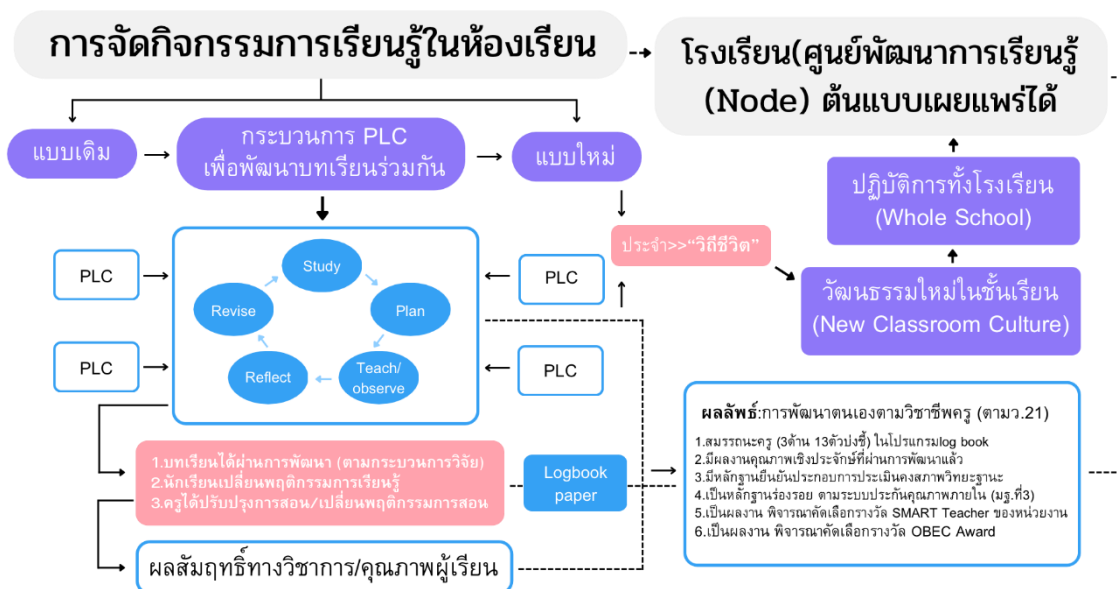 การจัดกิจกรรมการเรียนรู้ในห้องเรียน
โรงเรียน(ศูนย์พัฒนาการเรียนรู้
(Node) ต้นแบบเผยแพร่ได้
แบบเดิม
กระบวนการ PLC
เพื่อพัฒนาบทเรียนร่วมกัน
แบบใหม่
ปฏิบัติการทั้งโรงเรียน
(Whole School)
ประจำ>>“วิถีชีวิต”
วัฒนธรรมใหม่ในชั้นเรียน
(New Classroom Culture)
PLC
PLC
PLC
PLC
Study
Plan
Teach/
observe
Reflect
Revise
1.บทเรียนได้ผ่านการพัฒนา (ตามกระบวนการวิจัย)
2.นักเรียนเปลี่ยนพฤติกรรมการเรียนรู้
3.ครูได้ปรับปรุงการสอน/เปลี่ยนพฤติกรรมการสอน
Logbook
paper
ผลสัมฤทธิ์ทางวิชาการ/คุณภาพผู้เรียน
ผลลัพธ์:การพัฒนาตนเองตามวิชาชีพครู (ตามว.21)
1.สมรรถนะครู (3ด้าน 13ตัวบ่งชี้) ในโปรแกรมlog book
2.มีผลงานคุณภาพเชิงประจักษ์ที่ผ่านการพัฒนาแล้ว
3.มีหลักฐานยืนยันประกอบการประเมินคงสภาพวิทยะฐานะ
4.เป็นหลักฐานร่องรอย ตามระบบประกันคุณภาพภายใน (มฐ.ที่3)
5.เป็นผลงาน พิจารณาคัดเลือกรางวัล SMART Teacher ของหน่วยงาน
6.เป็นผลงาน พิจารณาคัดเลือกรางวัล OBEC Award